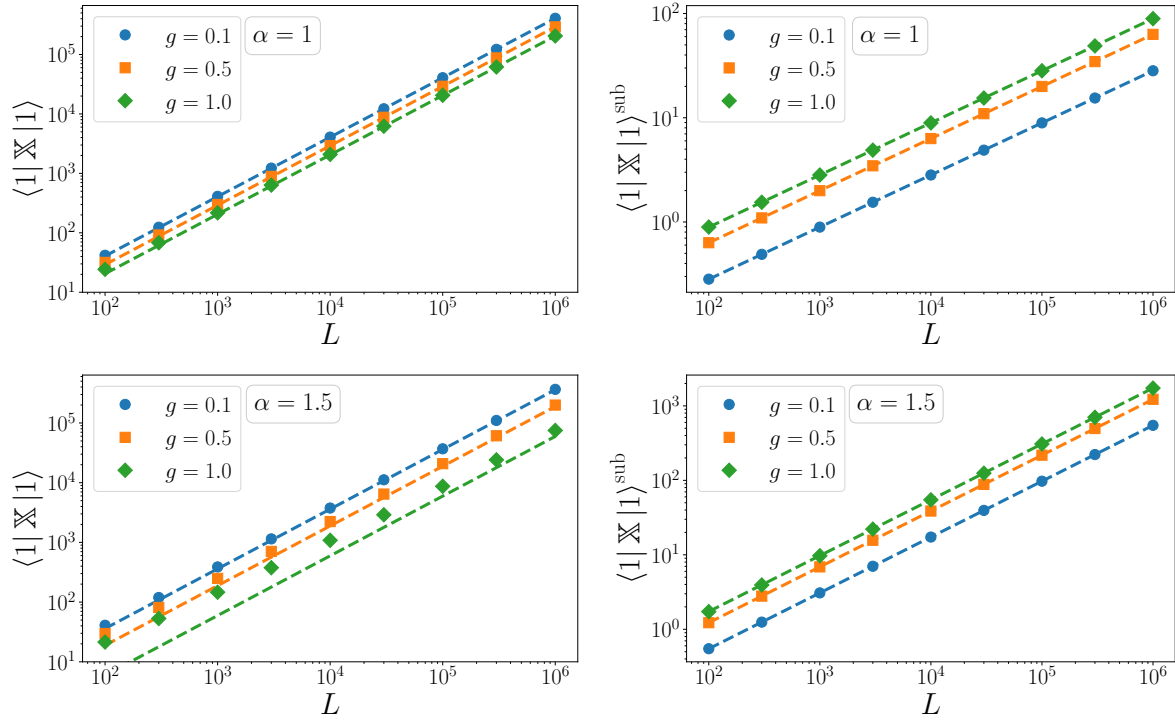 ⟨1| 𝕏 |1⟩
10^5
10^4
10^3
10^2
10^1
g = 0.1
g = 0.5
g = 1.0
α = 1
10^2 10^3 10^4 10^5 10^6
L
⟨1| 𝕏 |1⟩^sub
10^2
10^1
10^0
g = 0.1
g = 0.5
g = 1.0
α = 1
10^2 10^3 10^4 10^5 10^6
L
⟨1| 𝕏 |1⟩
10^5
10^4
10^3
10^2
10^1
g = 0.1
g = 0.5
g = 1.0
α = 1.5
10^2 10^3 10^4 10^5 10^6
L
⟨1| 𝕏 |1⟩^sub
10^3
10^2
10^1
10^0
g = 0.1
g = 0.5
g = 1.0
α = 1.5
10^2 10^3 10^4 10^5 10^6
L